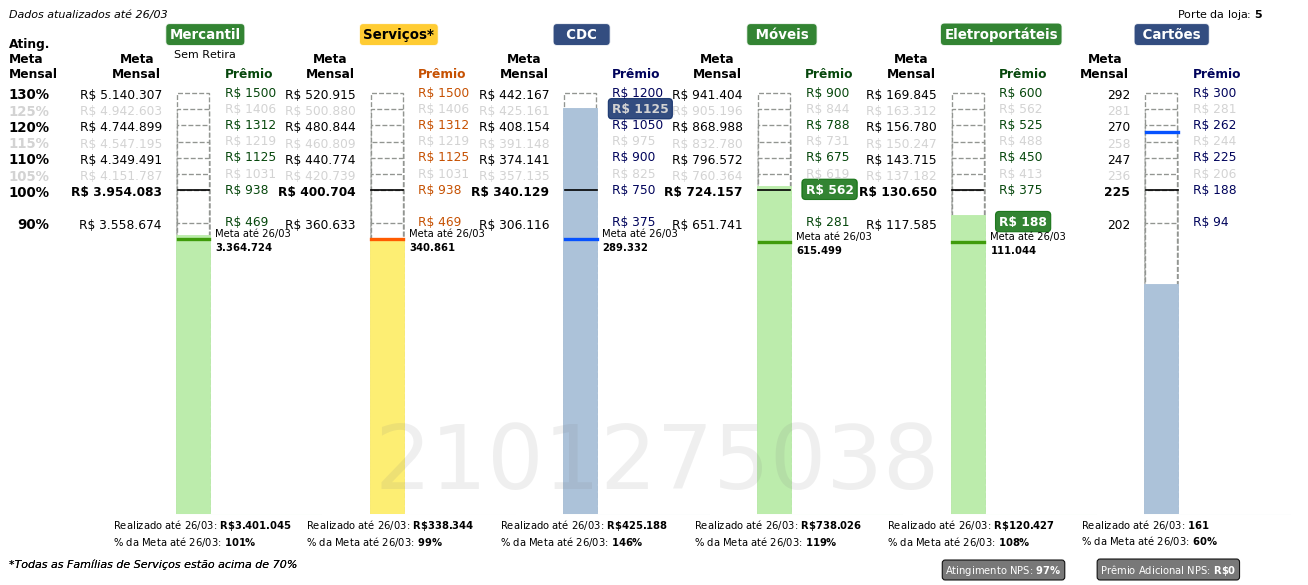 Dados atualizados até 26/03
Porte da loja: 5
Mercantil
Serviços*
CDC
Móveis
Eletroportáteis
Cartões
Sem Retira
Ating. Meta Mensal
Meta Mensal Prêmio Meta Mensal Prêmio Meta Mensal Prêmio Meta Mensal Prêmio Meta Mensal Prêmio Meta Mensal Prêmio
130% R$ 5.140.307 R$ 1500 R$ 520.915 R$ 1500 R$ 442.167 R$ 1200 R$ 941.404 R$ 900 R$ 169.845 R$ 600 292 R$ 300
125% R$ 4.942.603 R$ 1406 R$ 500.880 R$ 1406 R$ 425.161 R$ 1125 R$ 905.196 R$ 844 R$ 163.312 R$ 562 281 R$ 281
120% R$ 4.744.899 R$ 1312 R$ 480.844 R$ 1312 R$ 408.154 R$ 1050 R$ 868.988 R$ 788 R$ 156.780 R$ 525 270 R$ 262
115% R$ 4.547.195 R$ 1219 R$ 460.809 R$ 1219 R$ 391.148 R$ 975 R$ 832.780 R$ 731 R$ 150.247 R$ 488 258 R$ 244
110% R$ 4.349.491 R$ 1125 R$ 440.774 R$ 1125 R$ 374.141 R$ 900 R$ 796.572 R$ 675 R$ 143.715 R$ 450 247 R$ 225
105% R$ 4.151.787 R$ 1031 R$ 420.739 R$ 1031 R$ 357.135 R$ 825 R$ 760.364 R$ 619 R$ 137.182 R$ 413 236 R$ 206
100% R$ 3.954.083 R$ 938 R$ 400.704 R$ 938 R$ 340.129 R$ 750 R$ 724.157 R$ 562 R$ 130.650 R$ 375 225 R$ 188
90% R$ 3.558.674 R$ 469 R$ 360.633 R$ 469 R$ 306.116 R$ 375 R$ 651.741 R$ 281 R$ 117.585 R$ 188 202 R$ 94
Meta até 26/03 Meta até 26/03 Meta até 26/03 Meta até 26/03 Meta até 26/03
3.364.724 340.861 289.332 615.499 111.044
2101275038
Realizado até 26/03: R$3.401.045 Realizado até 26/03: R$338.344 Realizado até 26/03: R$425.188 Realizado até 26/03: R$738.026 Realizado até 26/03: R$120.427 Realizado até 26/03: 161
% da Meta até 26/03: 101% % da Meta até 26/03: 99% % da Meta até 26/03: 146% % da Meta até 26/03: 119% % da Meta até 26/03: 108% % da Meta até 26/03: 60%
*Todas as Famílias de Serviços estão acima de 70%
Atingimento NPS: 97%
Prêmio Adicional NPS: R$0